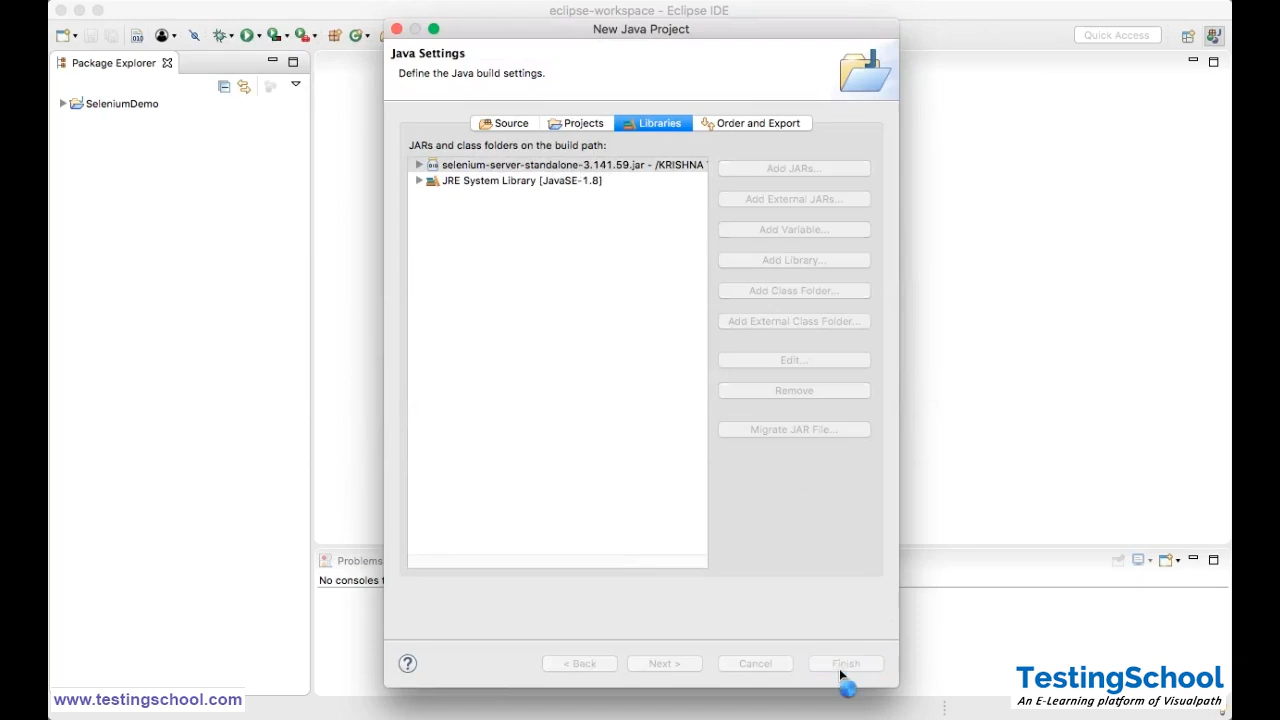 eclipse-workspace - Eclipse IDE
New Java Project
Quick Access
Java Settings
Define the Java build settings.
Package Explorer
SeleniumDemo
Source
Projects
Libraries
Order and Export
JARs and class folders on the build path:
selenium-server-standalone-3.141.59.jar - /KRISHNA
JRE System Library [JavaSE-1.8]
Add JARs...
Add External JARs...
Add Variable...
Add Library...
Add Class Folder...
Add External Class Folder...
Edit...
Remove
Migrate JAR File...
Problems
No consoles
< Back
Next >
Cancel
Finish
www.testingschool.com
TestingSchool
An E-Learning platform of Visualpath